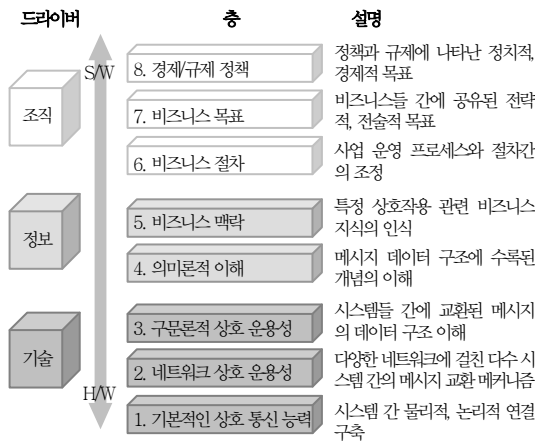 드라이버 층 설명
S/W
H/W
조직
8. 경제/규제 정책
정책과 규제에 나타난 정치적,
경제적 목표
7. 비즈니스 목표
비즈니스들 간에 공유된 전략
적, 전술적 목표
6. 비즈니스 절차
사업 운영 프로세스와 절차간
의 조정
정보
5. 비즈니스 맥락
특정 상호작용 관련 비즈니스
지식의 인식
4. 의미론적 이해
메시지 데이터 구조에 수록된
개념의 이해
기술
3. 구문론적 상호 운용성
시스템들 간에 교환된 메시지
의 데이터 구조 이해
2. 네트워크 상호 운용성
다양한 네트워크에 걸친 다수 시
스템 간의 메시지 교환 메커니즘
1. 기본적인 상호 통신 능력
시스템 간 물리적, 논리적 연결
구축